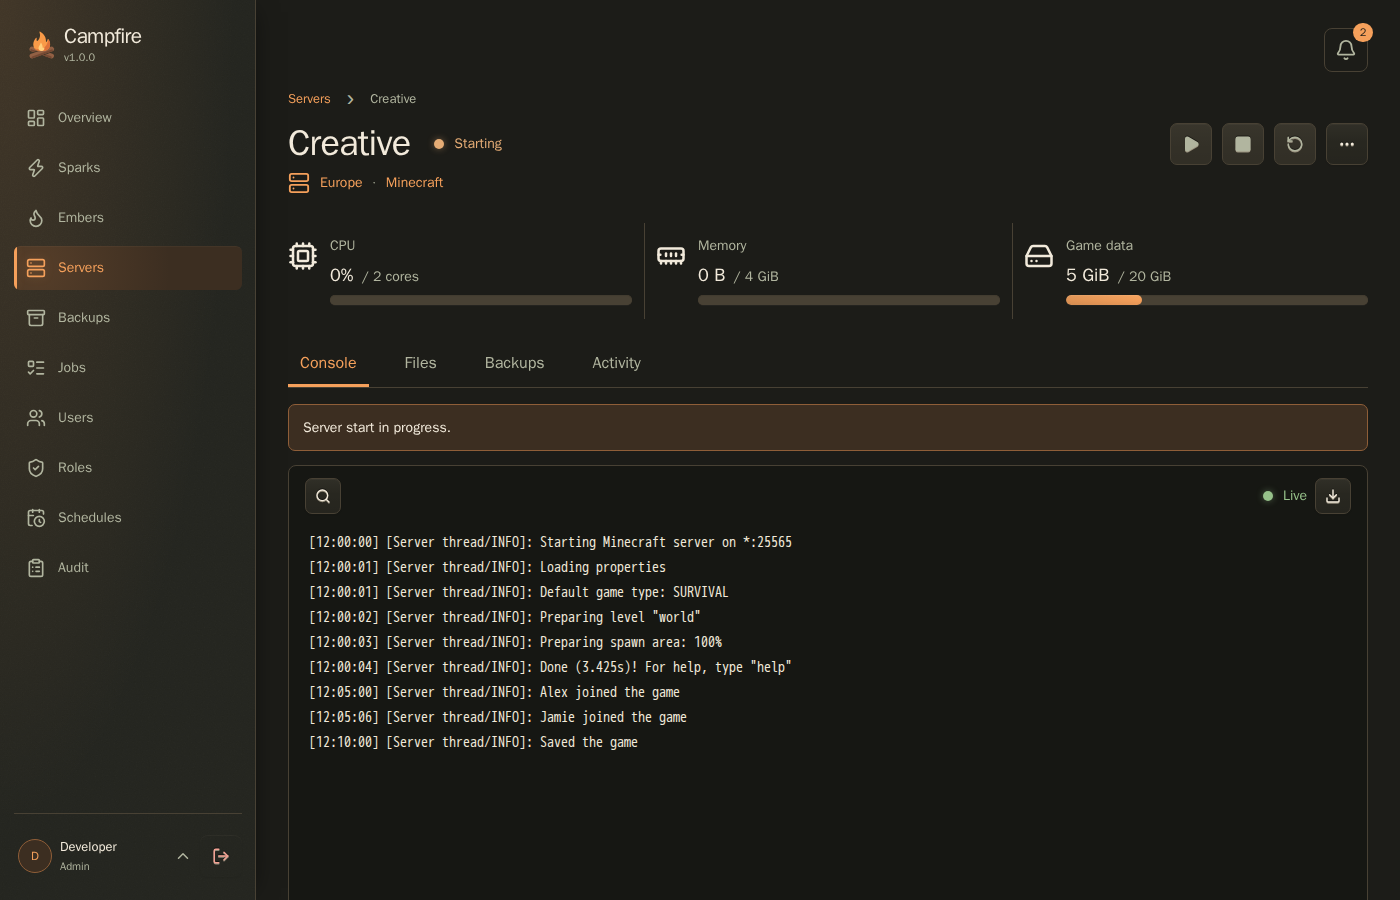 Campfire
v1.0.0
Overview
Sparks
Embers
Servers
Backups
Jobs
Users
Roles
Schedules
Audit
D
Developer
Admin
2
Servers
Creative
Creative
Starting
Europe · Minecraft
CPU
0% / 2 cores
Memory
0 B / 4 GiB
Game data
5 GiB / 20 GiB
Console
Files
Backups
Activity
Server start in progress.
Live
[12:00:00] [Server thread/INFO]: Starting Minecraft server on *:25565
[12:00:01] [Server thread/INFO]: Loading properties
[12:00:01] [Server thread/INFO]: Default game type: SURVIVAL
[12:00:02] [Server thread/INFO]: Preparing level "world"
[12:00:03] [Server thread/INFO]: Preparing spawn area: 100%
[12:00:04] [Server thread/INFO]: Done (3.425s)! For help, type "help"
[12:05:00] [Server thread/INFO]: Alex joined the game
[12:05:06] [Server thread/INFO]: Jamie joined the game
[12:10:00] [Server thread/INFO]: Saved the game